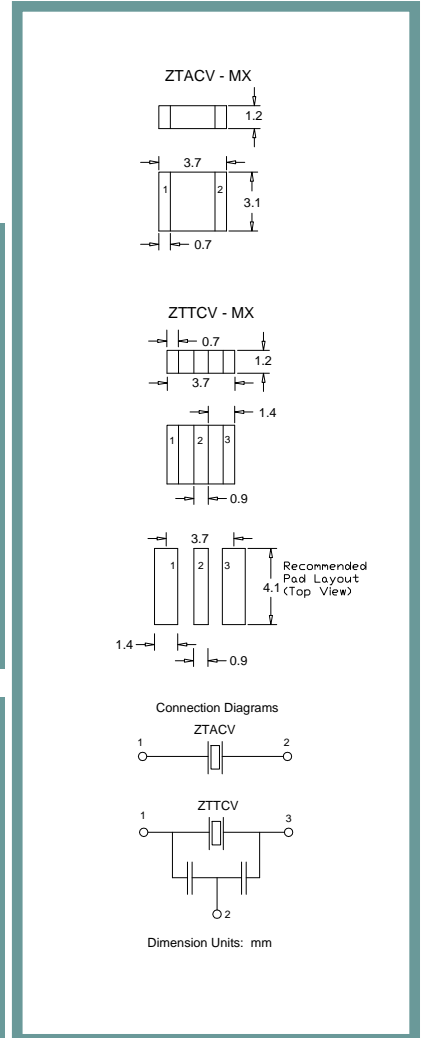 ZTACV - MX
1.2
3.7
1 2
3.1
0.7
ZTTCV - MX
0.7
1.2
3.7
1.4
1 2 3
0.9
3.7
1 2 3
Recommended
Pad Layout
(Top View)
4.1
1.4
0.9
Connection Diagrams
ZTACV
1 2
ZTTCV
1 3
2
Dimension Units: mm